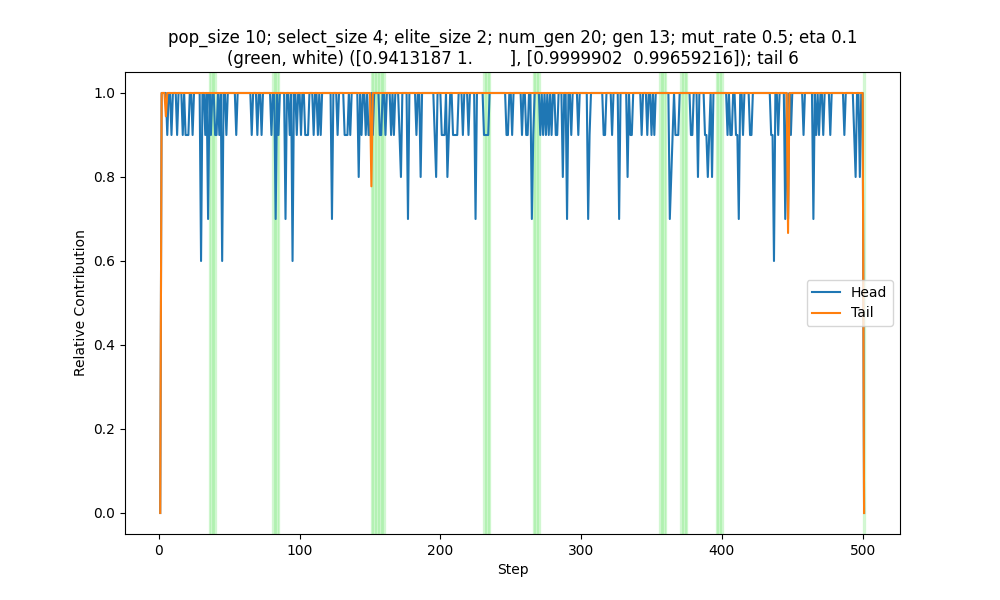 pop_size 10; select_size 4; elite_size 2; num_gen 20; gen 13; mut_rate 0.5; eta 0.1
(green, white) ([0.9413187 1.        ], [0.9999902  0.99659216]); tail 6
1.0
0.8
0.6
0.4
0.2
0.0
Relative Contribution
Head
Tail
0
100
200
300
400
500
Step